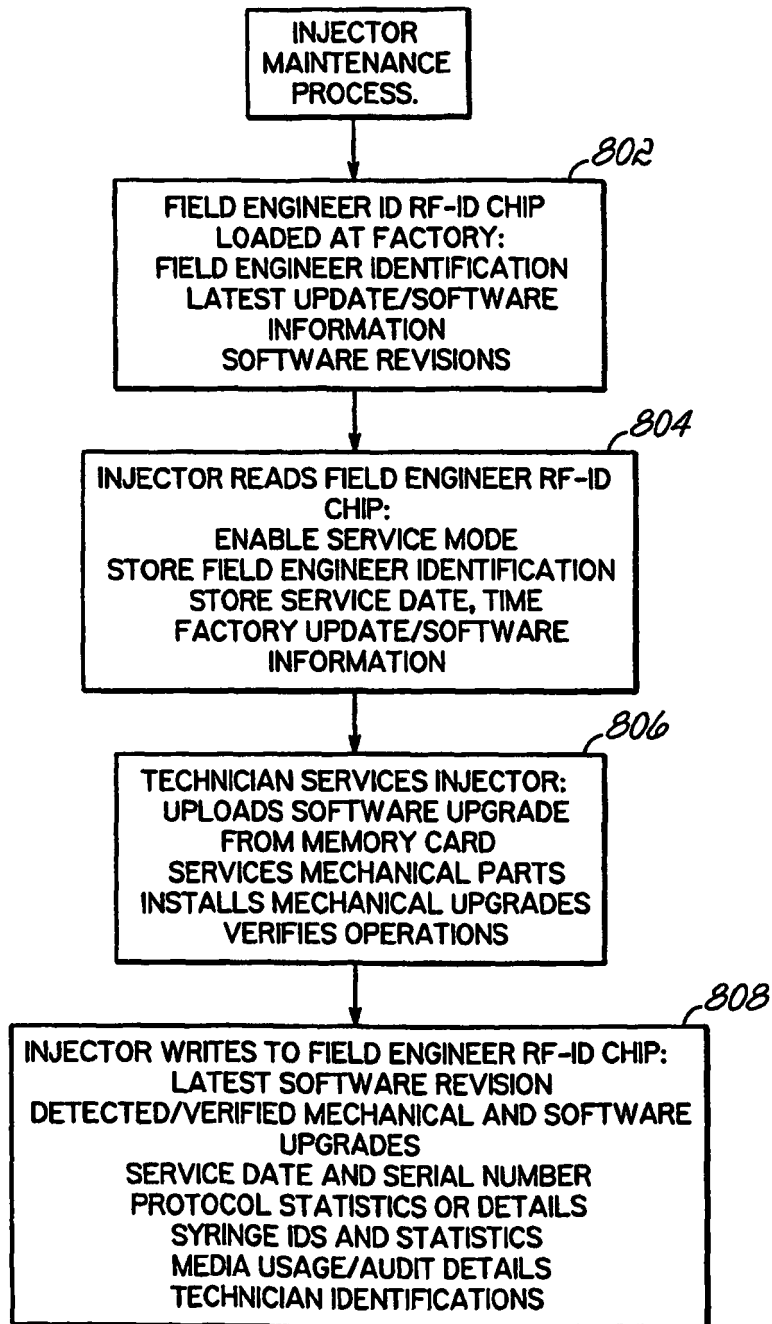 INJECTOR
MAINTENANCE
PROCESS.
802
FIELD ENGINEER ID RF-ID CHIP
LOADED AT FACTORY:
FIELD ENGINEER IDENTIFICATION
LATEST UPDATE/SOFTWARE
INFORMATION
SOFTWARE REVISIONS
804
INJECTOR READS FIELD ENGINEER RF-ID
CHIP:
ENABLE SERVICE MODE
STORE FIELD ENGINEER IDENTIFICATION
STORE SERVICE DATE, TIME
FACTORY UPDATE/SOFTWARE
INFORMATION
806
TECHNICIAN SERVICES INJECTOR:
UPLOADS SOFTWARE UPGRADE
FROM MEMORY CARD
SERVICES MECHANICAL PARTS
INSTALLS MECHANICAL UPGRADES
VERIFIES OPERATIONS
808
INJECTOR WRITES TO FIELD ENGINEER RF-ID CHIP:
LATEST SOFTWARE REVISION
DETECTED/VERIFIED MECHANICAL AND SOFTWARE
UPGRADES
SERVICE DATE AND SERIAL NUMBER
PROTOCOL STATISTICS OR DETAILS
SYRINGE IDS AND STATISTICS
MEDIA USAGE/AUDIT DETAILS
TECHNICIAN IDENTIFICATIONS